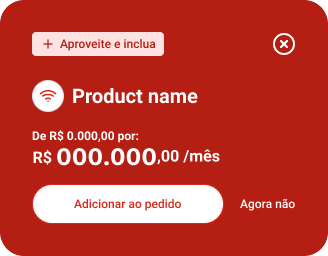 + Aproveite e inclua
Product name
De R$ 0.000,00 por:
R$ 000.000,00 /mês
Adicionar ao pedido
Agora não